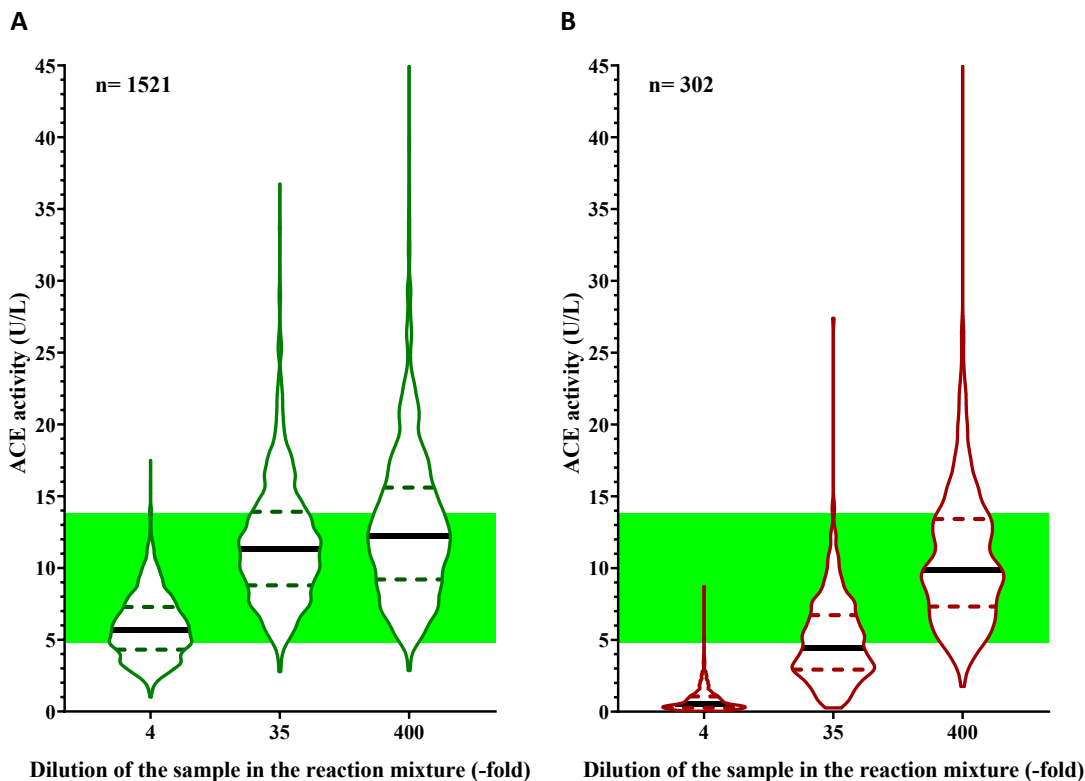 A
n= 1521
ACE activity (U/L)
45
40
35
30
25
20
15
10
5
0
4 35 400
Dilution of the sample in the reaction mixture (-fold)
B
n= 302
ACE activity (U/L)
45
40
35
30
25
20
15
10
5
0
4 35 400
Dilution of the sample in the reaction mixture (-fold)